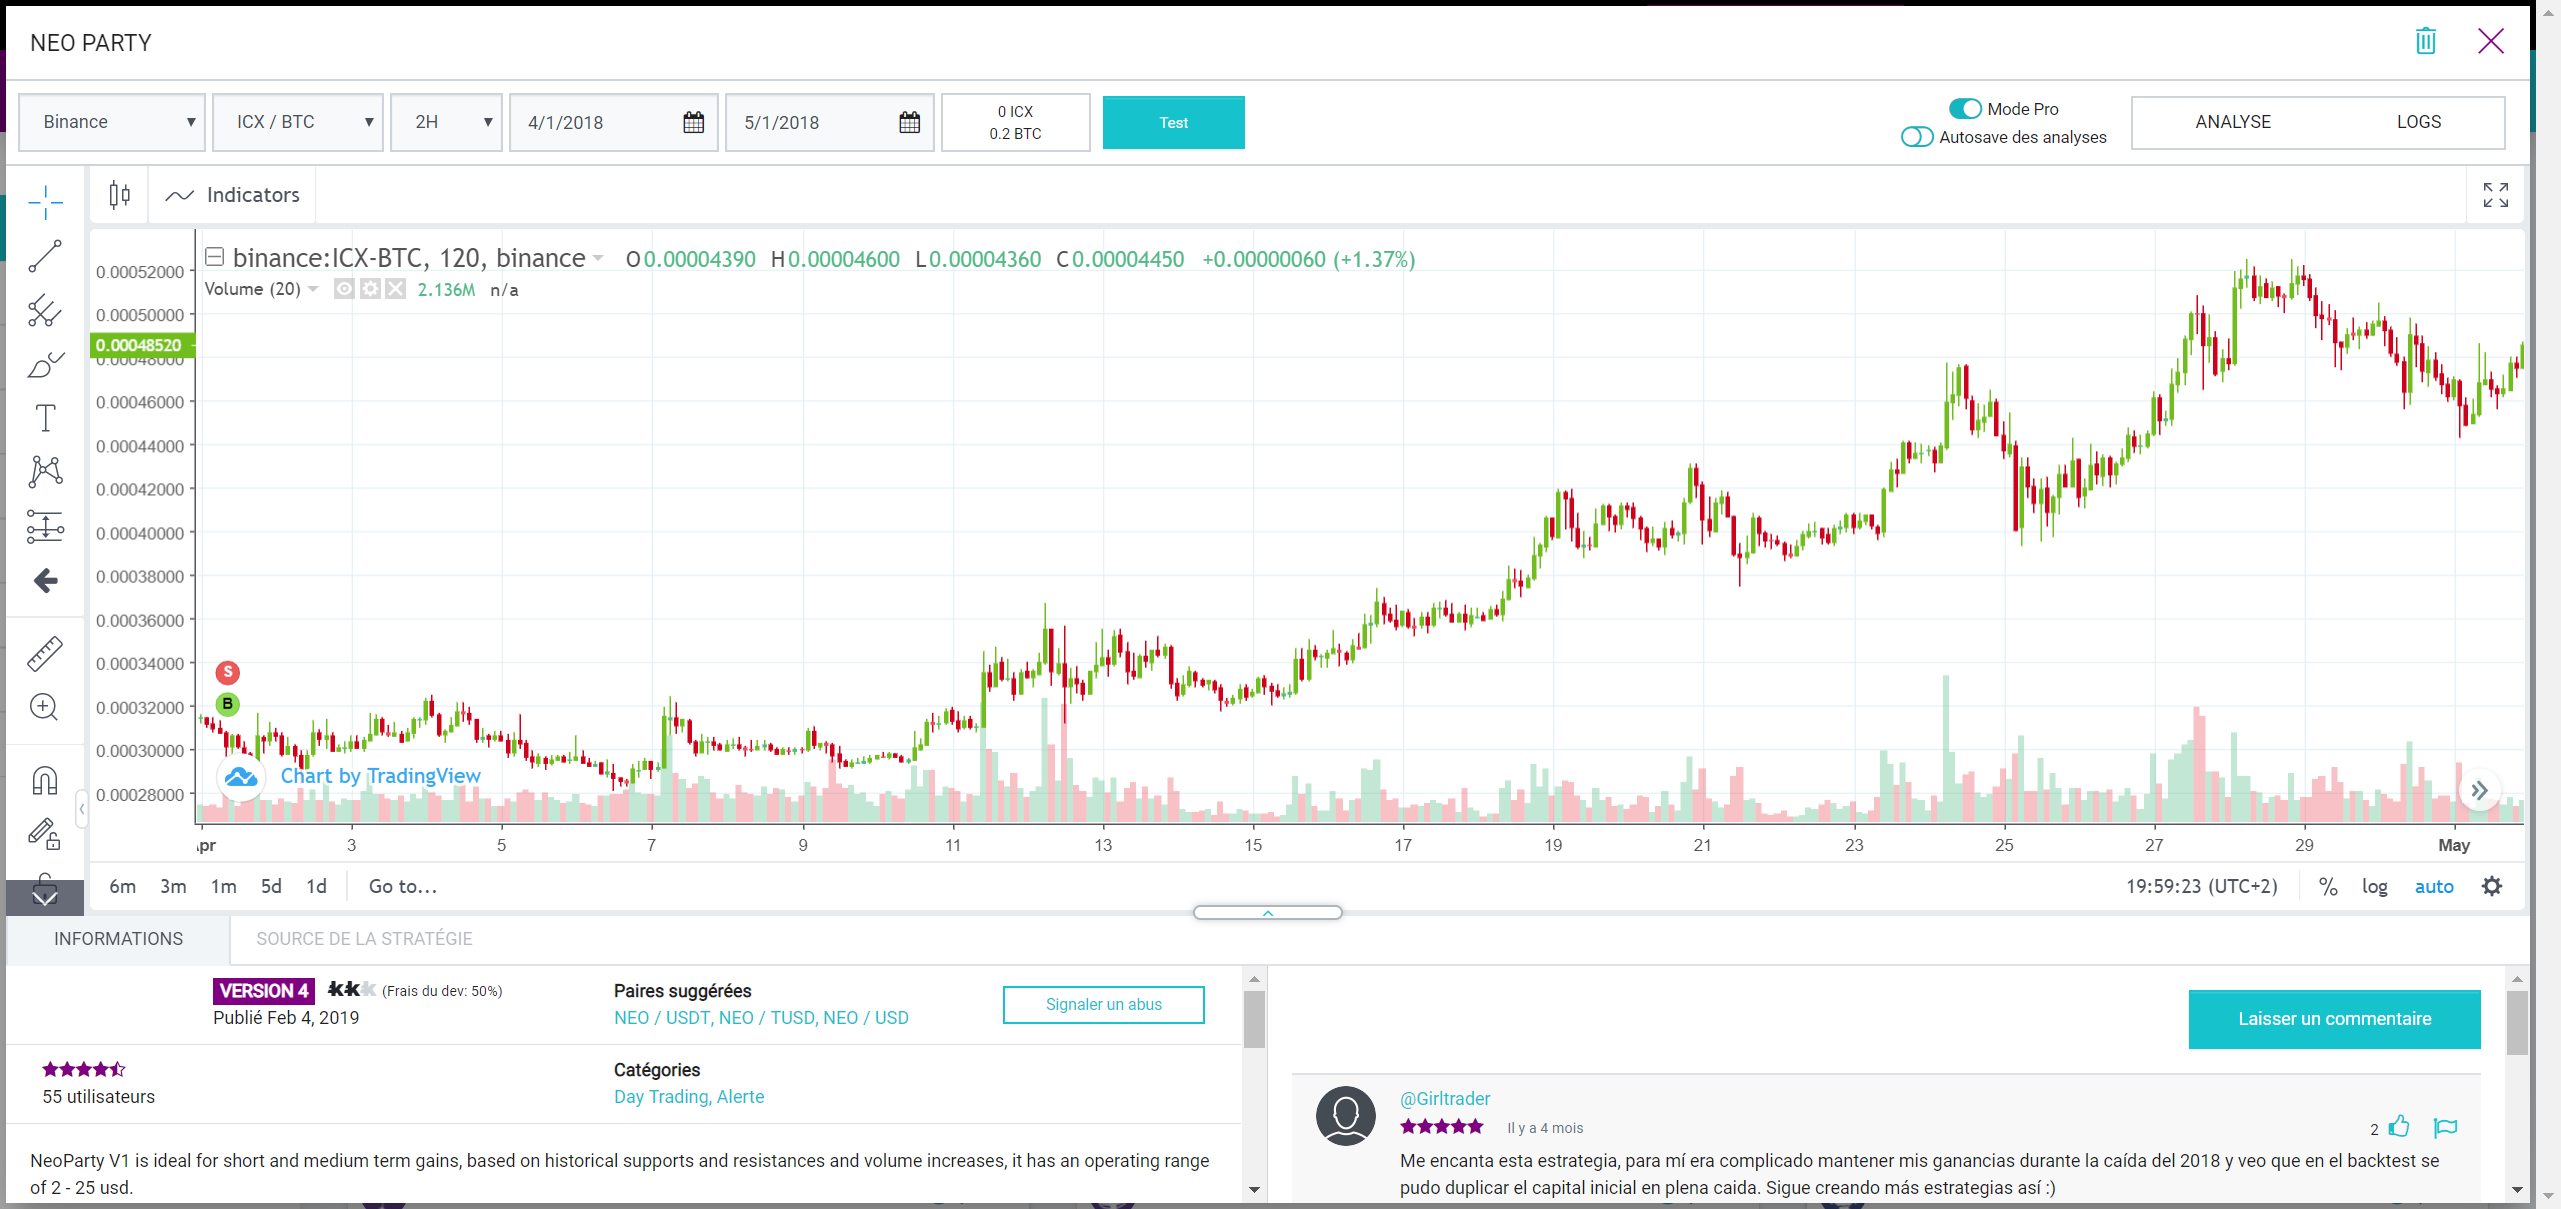 NEO PARTY
Binance ICX / BTC 2H 4/1/2018 5/1/2018
0 ICX
0.2 BTC
Test
Mode Pro
Autosave des analyses
ANALYSE LOGS
Indicators
binance:ICX-BTC, 120, binance O0.00004390 H0.00004600 L0.00004360 C0.00004450 +0.00000060 (+1.37%)
Volume (20) 2.136M n/a
0.00052000
0.00050000
0.00048520
0.00048000
0.00046000
0.00044000
0.00042000
0.00040000
0.00038000
0.00036000
0.00034000
0.00032000
0.00030000
0.00028000
S
B
Chart by TradingView
3 5 7 9 11 13 15 17 19 21 23 25 27 29 May
6m 3m 1m 5d 1d Go to...
19:59:23 (UTC+2) % log auto
INFORMATIONS SOURCE DE LA STRATÉGIE
VERSION 4 (Frais du dev: 50%)
Publié Feb 4, 2019
Paires suggérées
NEO / USDT, NEO / TUSD, NEO / USD
Signaler un abus
55 utilisateurs
Catégories
Day Trading, Alerte
NeoParty V1 is ideal for short and medium term gains, based on historical supports and resistances and volume increases, it has an operating range
of 2 - 25 usd.
Laisser un commentaire
@Girltrader
Il y a 4 mois
2
Me encanta esta estrategia, para mí era complicado mantener mis ganancias durante la caída del 2018 y veo que en el backtest se
pudo duplicar el capital inicial en plena caida. Sigue creando más estrategias así :)